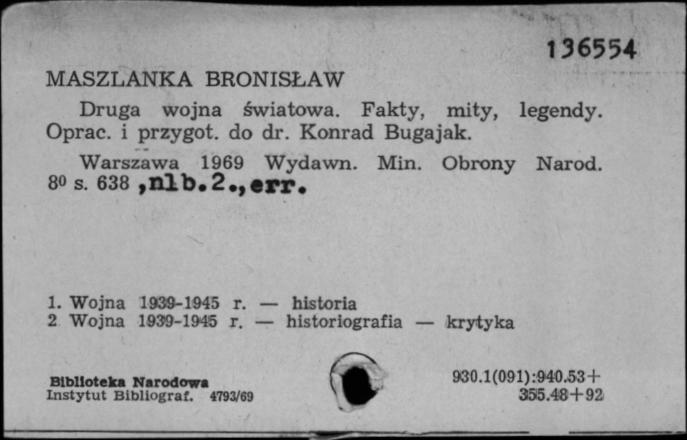 136554
MASZLANKA BRONISŁAW
Druga wojna światowa. Fakty, mity, legendy.
Oprac. i przygot. do dr. Konrad Bugajak.
Warszawa 1969 Wydawn. Min. Obrony Narod.
8⁰ s. 638 ,nlb.2.,err.
1. Wojna 1939-1945 r. — historia
2 Wojna 1939-1945 r. — historiografia — krytyka
Biblioteka Narodowa
Instytut Bibliograf. 4793/69
930.1(091):940.53+
355.48+92